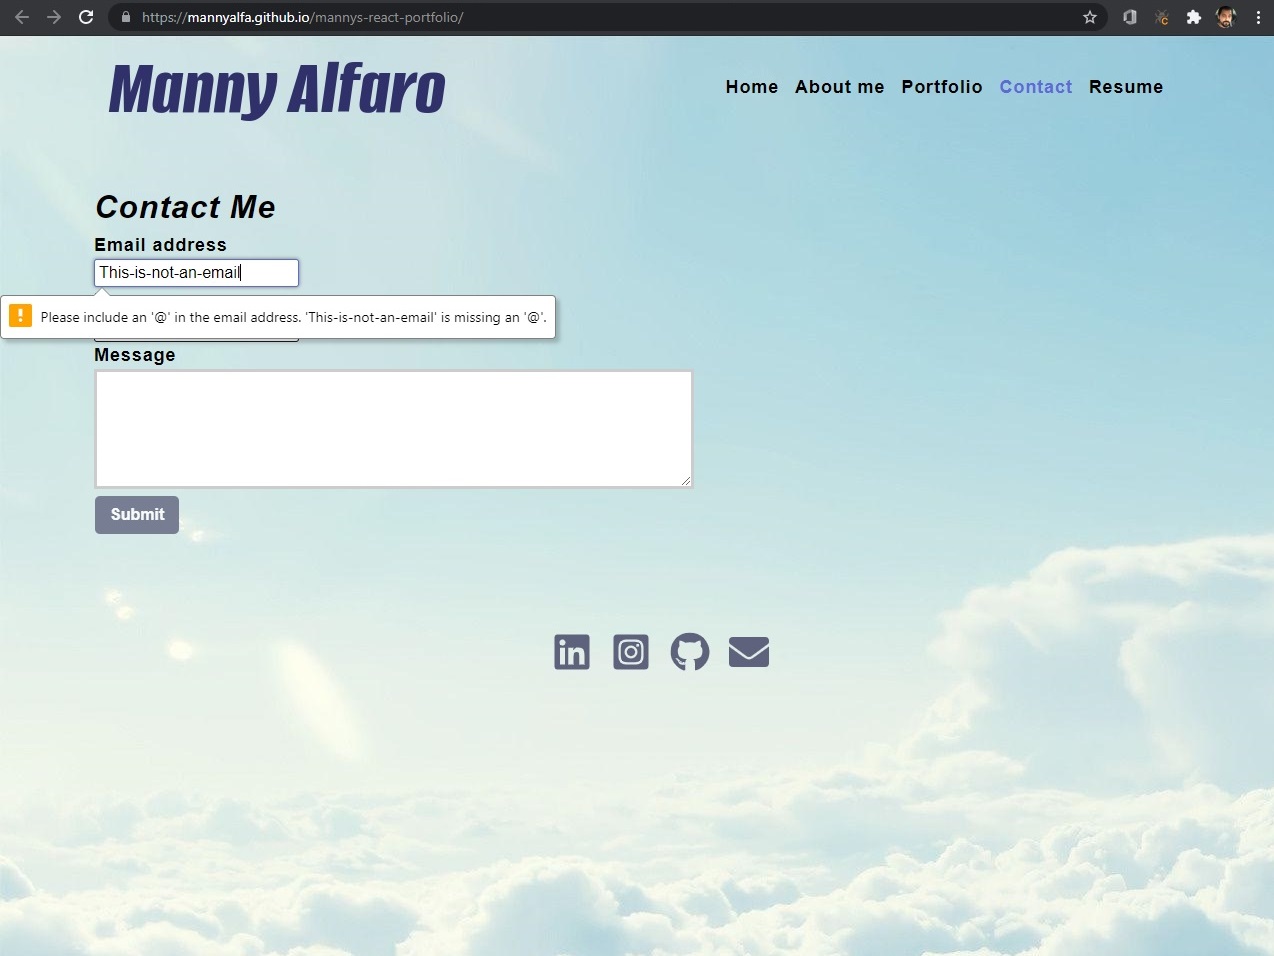 https://mannyalfa.github.io/mannys-react-portfolio/
Manny Alfaro
Home About me Portfolio Contact Resume
Contact Me
Email address
This-is-not-an-email
Please include an '@' in the email address. 'This-is-not-an-email' is missing an '@'.
Message
Submit